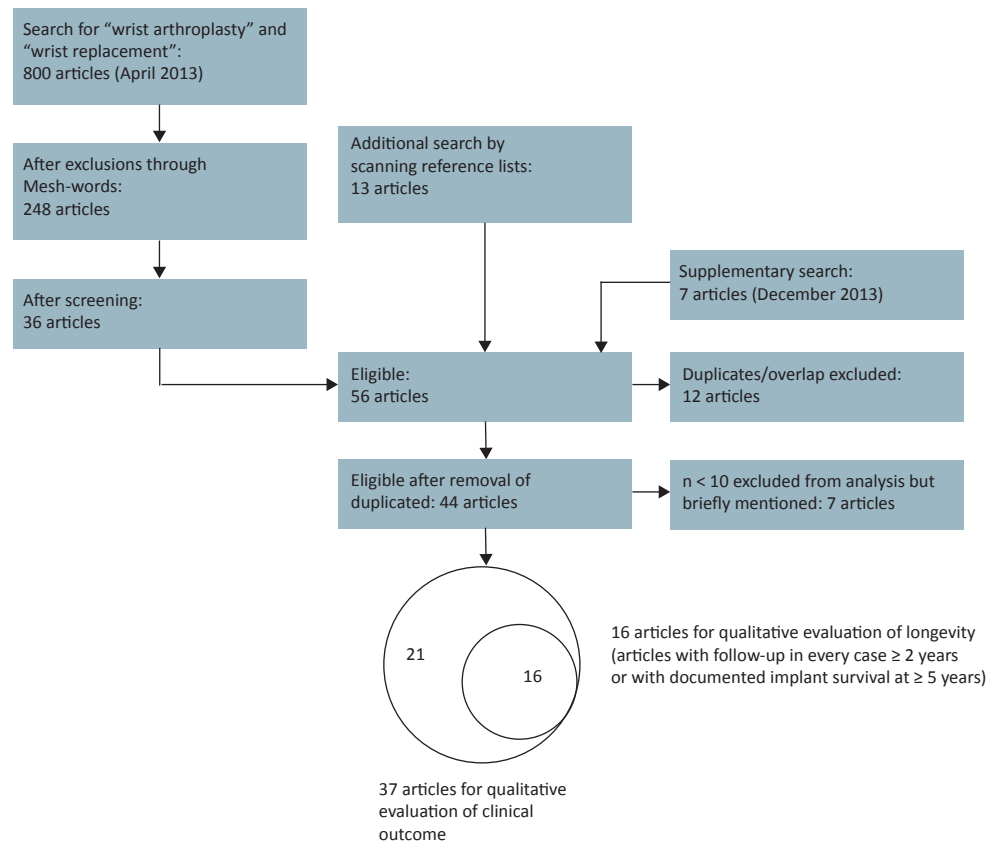 Search for “wrist arthroplasty” and
“wrist replacement”:
800 articles (April 2013)
After exclusions through
Mesh-words:
248 articles
After screening:
36 articles
Additional search by
scanning reference lists:
13 articles
Supplementary search:
7 articles (December 2013)
Eligible:
56 articles
Duplicates/overlap excluded:
12 articles
Eligible after removal of
duplicated: 44 articles
n < 10 excluded from analysis but
briefly mentioned: 7 articles
21
16
16 articles for qualitative evaluation of longevity
(articles with follow-up in every case ≥ 2 years
or with documented implant survival at ≥ 5 years)
37 articles for qualitative
evaluation of clinical
outcome